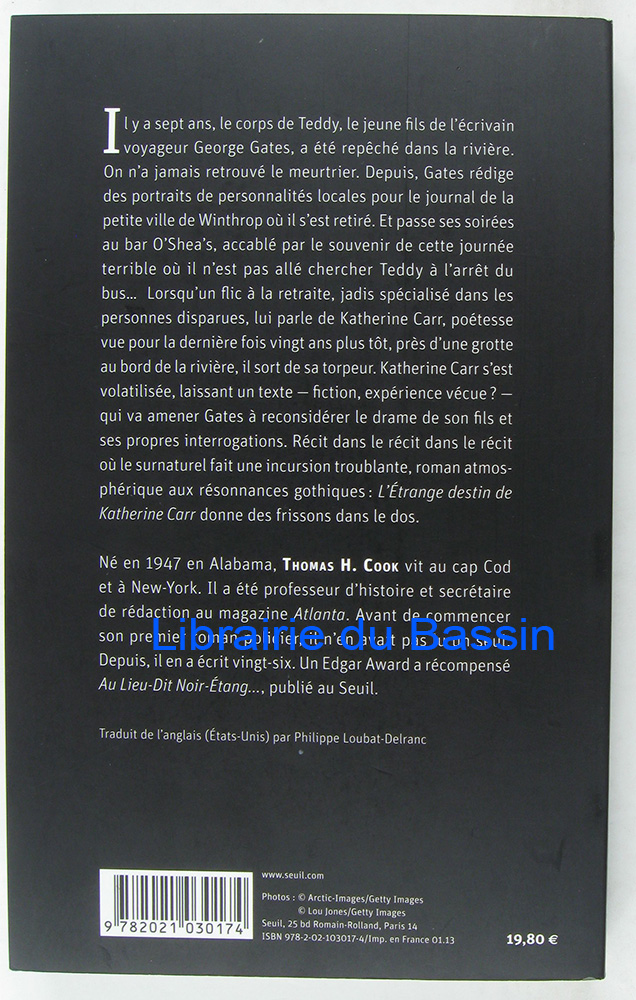 Il y a sept ans, le corps de Teddy, le jeune fils de l'écrivain
voyageur George Gates, a été repêché dans la rivière.
On n'a jamais retrouvé le meurtrier. Depuis, Gates rédige
des portraits de personnalités locales pour le journal de la
petite ville de Winthrop où il s'est retiré. Et passe ses soirées
au bar O'Shea's, accablé par le souvenir de cette journée
terrible où il n'est pas allé chercher Teddy à l'arrêt du
bus... Lorsqu'un flic à la retraite, jadis spécialisé dans les
personnes disparues, lui parle de Katherine Carr, poétesse
vue pour la dernière fois vingt ans plus tôt, près d'une grotte
au bord de la rivière, il sort de sa torpeur. Katherine Carr s'est
volatilisée, laissant un texte — fiction, expérience vécue ? —
qui va amener Gates à reconsidérer le drame de son fils et
ses propres interrogations. Récit dans le récit dans le récit
où le surnaturel fait une incursion troublante, roman atmos-
phérique aux résonnances gothiques : L'Étrange destin de
Katherine Carr donne des frissons dans le dos.
Né en 1947 en Alabama, THOMAS H. COOK vit au cap Cod
et à New-York. Il a été professeur d'histoire et secrétaire
de rédaction au magazine Atlanta. Avant de commencer
son premier roman policier, il n'en avait pas lu un seul.
Librairie du Bassin
Depuis, il en a écrit vingt-six. Un Edgar Award a récompensé
Au Lieu-Dit Noir-Étang..., publié au Seuil.
Traduit de l'anglais (États-Unis) par Philippe Loubat-Delranc
www.seuil.com
Photos : © Arctic-Images/Getty Images
© Lou Jones/Getty Images
Seuil, 25 bd Romain-Rolland, Paris 14
ISBN 978-2-02-103017-4/Imp. en France 01.13
9 782021 030174
19,80 €